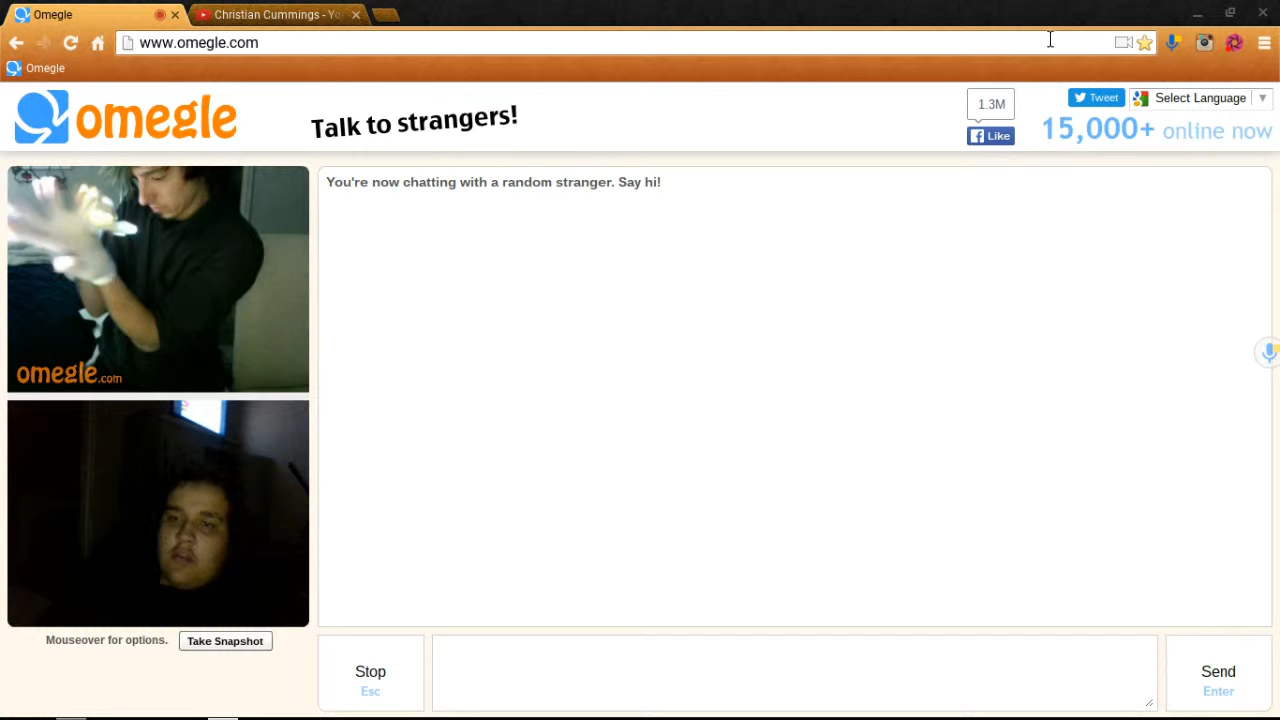 Omegle
Christian Cummings - Yo
www.omegle.com
Omegle
omegle
Talk to strangers!
1.3M
Like
Tweet
Select Language
15,000+ online now
You're now chatting with a random stranger. Say hi!
omegle.com
Mouseover for options.
Take Snapshot
Stop
Esc
Send
Enter